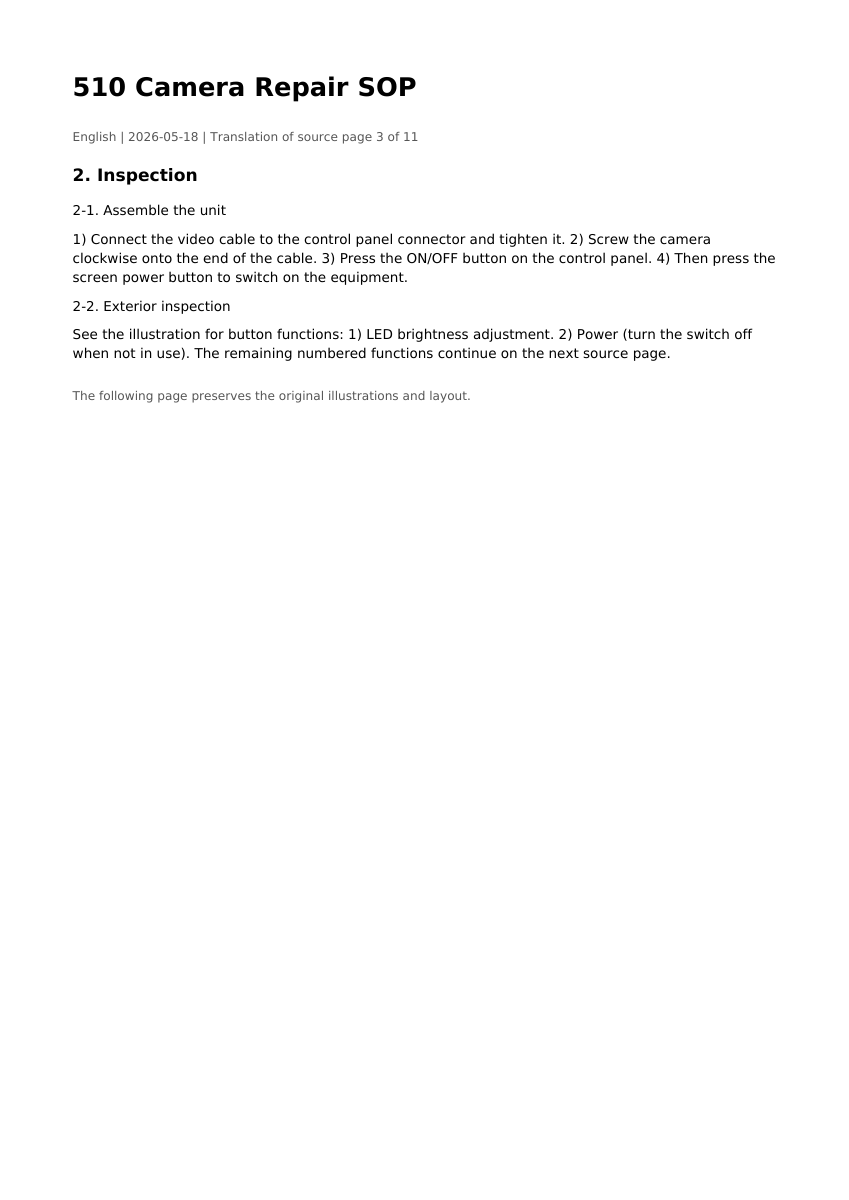 510 Camera Repair SOP
English | 2026-05-18 | Translation of source page 3 of 11
2. Inspection
2-1. Assemble the unit
1) Connect the video cable to the control panel connector and tighten it. 2) Screw the camera
clockwise onto the end of the cable. 3) Press the ON/OFF button on the control panel. 4) Then press the
screen power button to switch on the equipment.
2-2. Exterior inspection
See the illustration for button functions: 1) LED brightness adjustment. 2) Power (turn the switch off
when not in use). The remaining numbered functions continue on the next source page.
The following page preserves the original illustrations and layout.